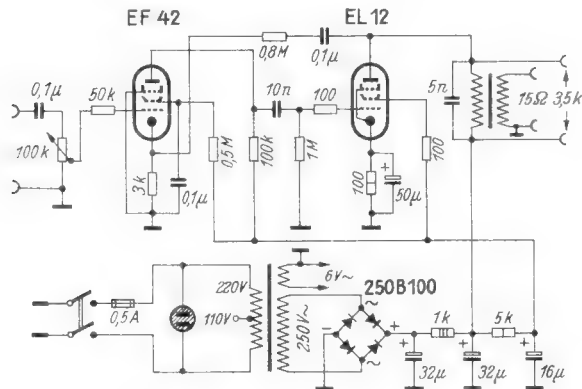 EF 42
EL 12
0,8M
0,1μ
0,1μ
50k
100k
3k
0,1μ
0,5M
100k
10n
1M
100
100
+
50μ
100
5n
15Ω
3,5k
0,5A
220V
110V
6V~
250V~
250B100
~
~
−
+
1k
5k
+
32μ
+
32μ
+
16μ